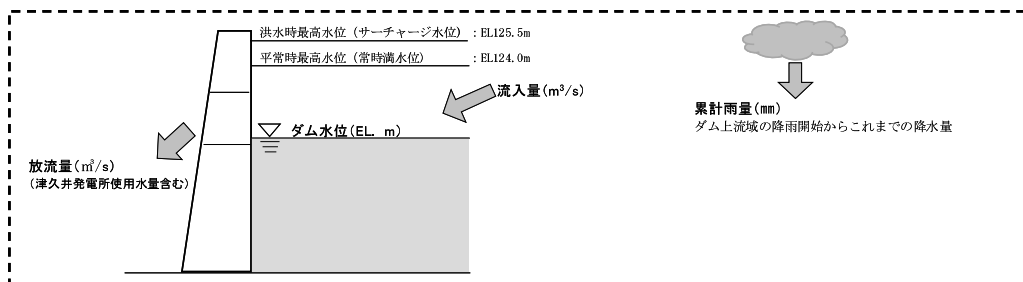 洪水時最高水位（サーチャージ水位）：EL125.5m
平常時最高水位（常時満水位）：EL124.0m
流入量(m³/s)
累計雨量(㎜)
ダム上流域の降雨開始からこれまでの降水量
ダム水位(EL. m)
放流量(㎥/s)
(津久井発電所使用水量含む)